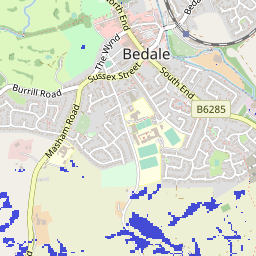 North End
Bedale
The Wynd
Sussex Street
South End
Burrill Road
B6285
Masham Road